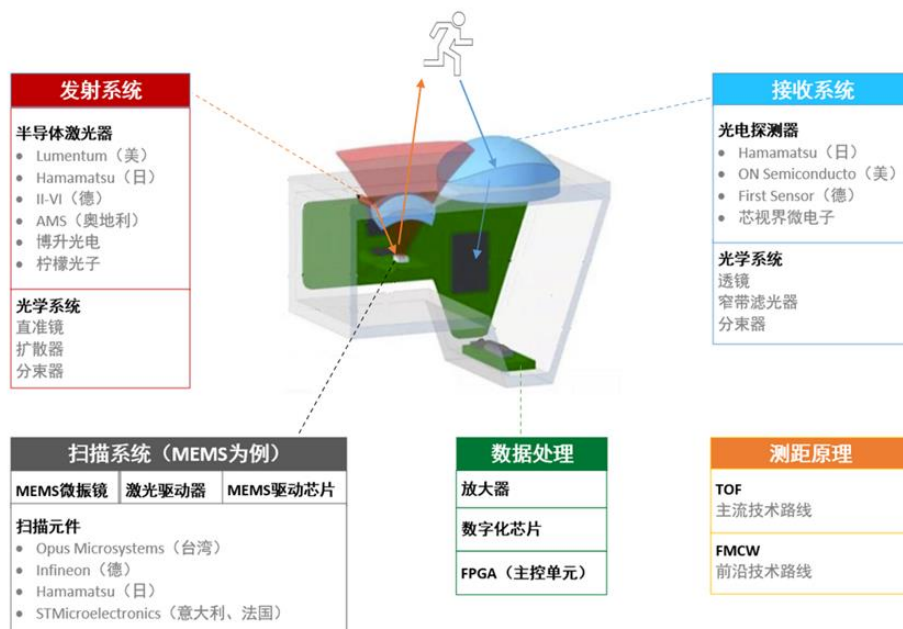 发射系统
半导体激光器
• Lumentum（美）
• Hamamatsu（日）
• II-VI（德）
• AMS（奥地利）
• 博升光电
• 柠檬光子
光学系统
直准镜
扩散器
分束器
接收系统
光电探测器
• Hamamatsu（日）
• ON Semiconducto（美）
• First Sensor（德）
• 芯视界微电子
光学系统
透镜
窄带滤光器
分束器
扫描系统（MEMS为例）
MEMS微振镜 激光驱动器 MEMS驱动芯片
扫描元件
• Opus Microsystems（台湾）
• Infineon（德）
• Hamamatsu（日）
• STMicroelectronics（意大利、法国）
数据处理
放大器
数字化芯片
FPGA（主控单元）
测距原理
TOF
主流技术路线
FMCW
前沿技术路线